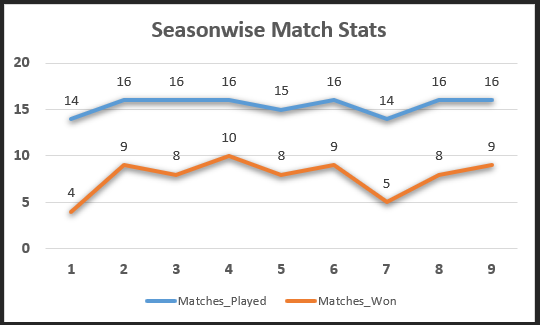 Seasonwise Match Stats
20
16 16 16 16 16 16
14 15 14
15
10
9 9 9
10 8 8 8
5
4
5
0
1 2 3 4 5 6 7 8 9
Matches_Played Matches_Won